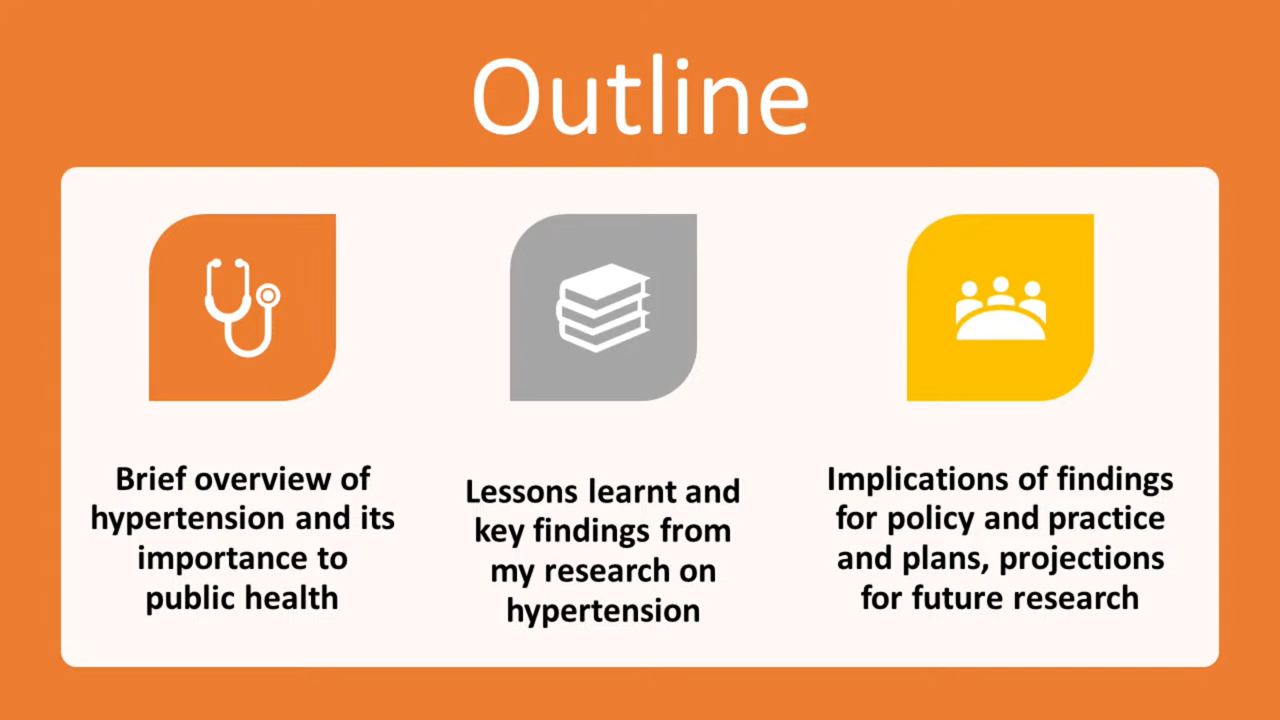 Outline
Brief overview of
hypertension and its
importance to
public health
Lessons learnt and
key findings from
my research on
hypertension
Implications of findings
for policy and practice
and plans, projections
for future research